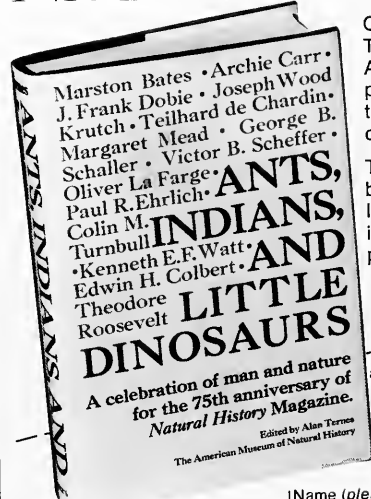 Marston Bates • Archie Carr •
J. Frank Dobie • Joseph Wood
Krutch • Teilhard de Chardin •
Margaret Mead • George B.
Schaller • Victor B. Scheffer •
Oliver La Farge •
Paul R. Ehrlich • ANTS,
Colin M.
Turnbull INDIANS,
• Kenneth E.F. Watt •
Edwin H. Colbert • AND
Theodore
Roosevelt LITTLE
DINOSAURS
A celebration of man and nature
for the 75th anniversary of
Natural History Magazine.
Edited by Alan Ternes
The American Museum of Natural History
ANTS, INDIANS, AND
Name (ple